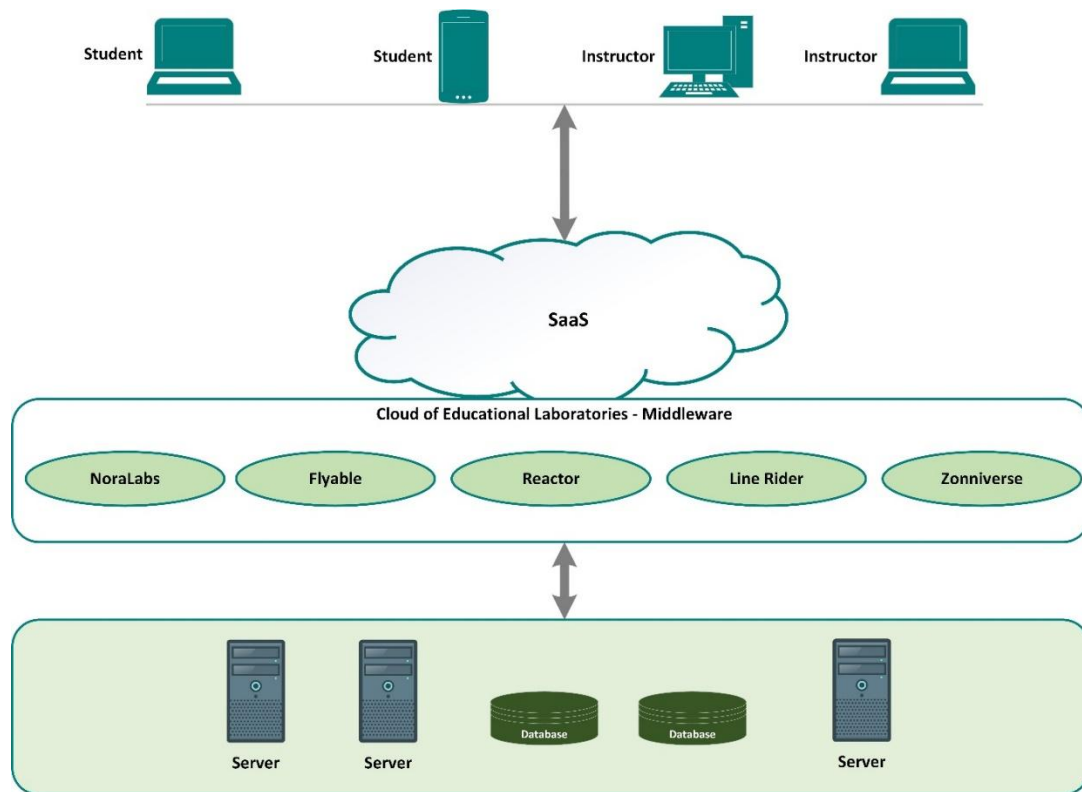 Student
Student
Instructor
Instructor
SaaS
Cloud of Educational Laboratories - Middleware
NoraLabs
Flyable
Reactor
Line Rider
Zonniverse
Database
Database
Server
Server
Server